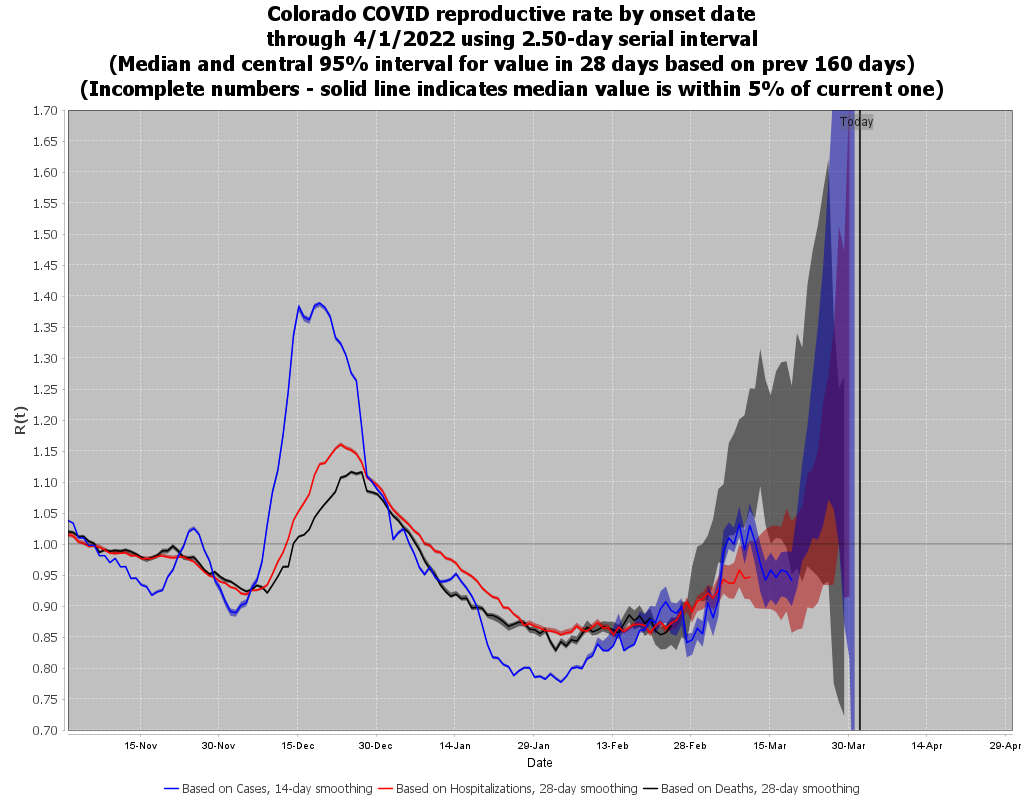 Colorado COVID reproductive rate by onset date
through 4/1/2022 using 2.50-day serial interval
(Median and central 95% interval for value in 28 days based on prev 160 days)
(Incomplete numbers - solid line indicates median value is within 5% of current one)
Today
R(t)
1.70
1.65
1.60
1.55
1.50
1.45
1.40
1.35
1.30
1.25
1.20
1.15
1.10
1.05
1.00
0.95
0.90
0.85
0.80
0.75
0.70
15-Nov 30-Nov 15-Dec 30-Dec 14-Jan 29-Jan 13-Feb 28-Feb 15-Mar 30-Mar 14-Apr 29-Apr
Date
Based on Cases, 14-day smoothing Based on Hospitalizations, 28-day smoothing Based on Deaths, 28-day smoothing